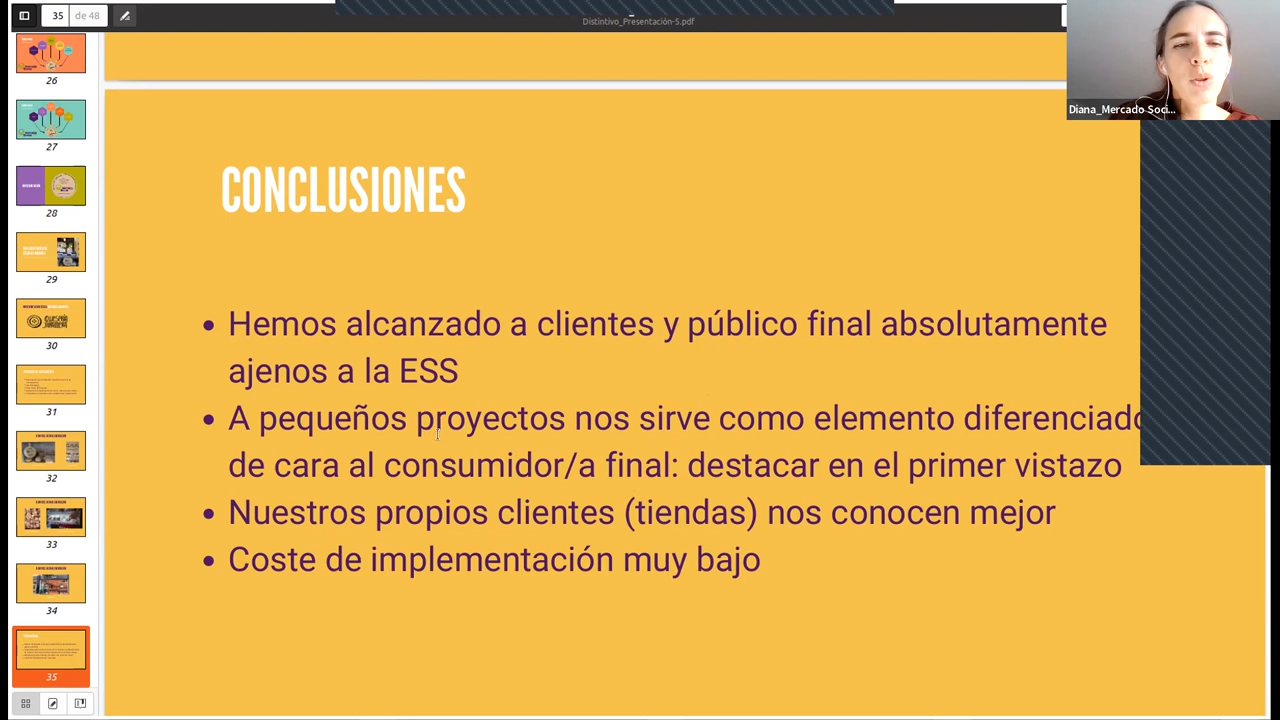 35 de 48
Distintivo_Presentación-5.pdf
Diana_Mercado Soci...
26
27
28
29
30
31
32
33
34
35
CONCLUSIONES
• Hemos alcanzado a clientes y público final absolutamente
ajenos a la ESS
• A pequeños proyectos nos sirve como elemento diferenciado
de cara al consumidor/a final: destacar en el primer vistazo
• Nuestros propios clientes (tiendas) nos conocen mejor
• Coste de implementación muy bajo